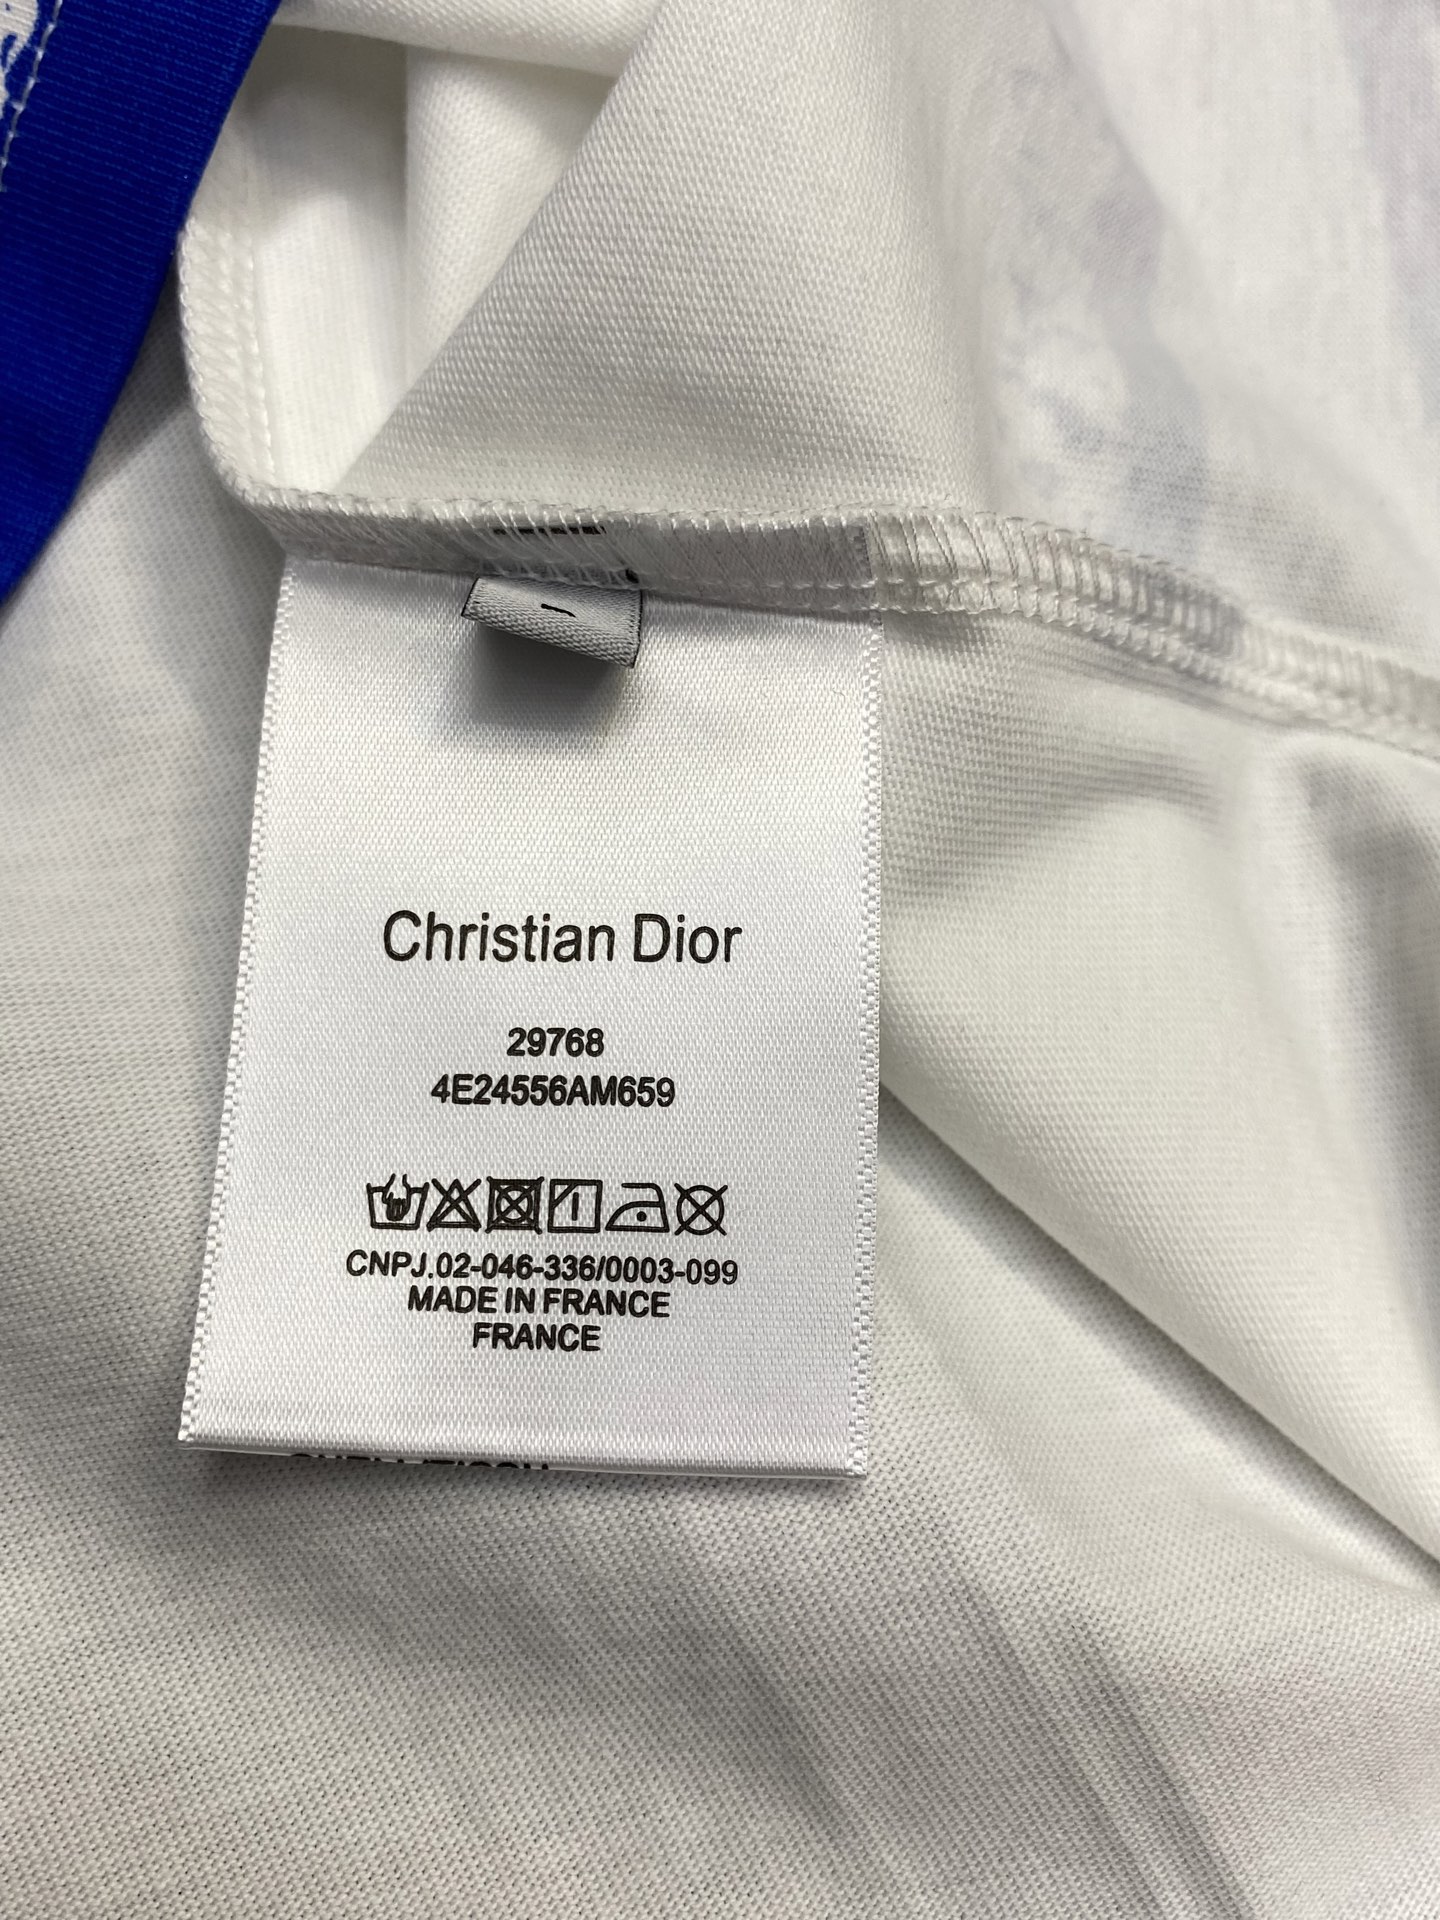 Christian Dior
29768
4E24556AM659
CNPJ.02-046-336/0003-099
MADE IN FRANCE
FRANCE